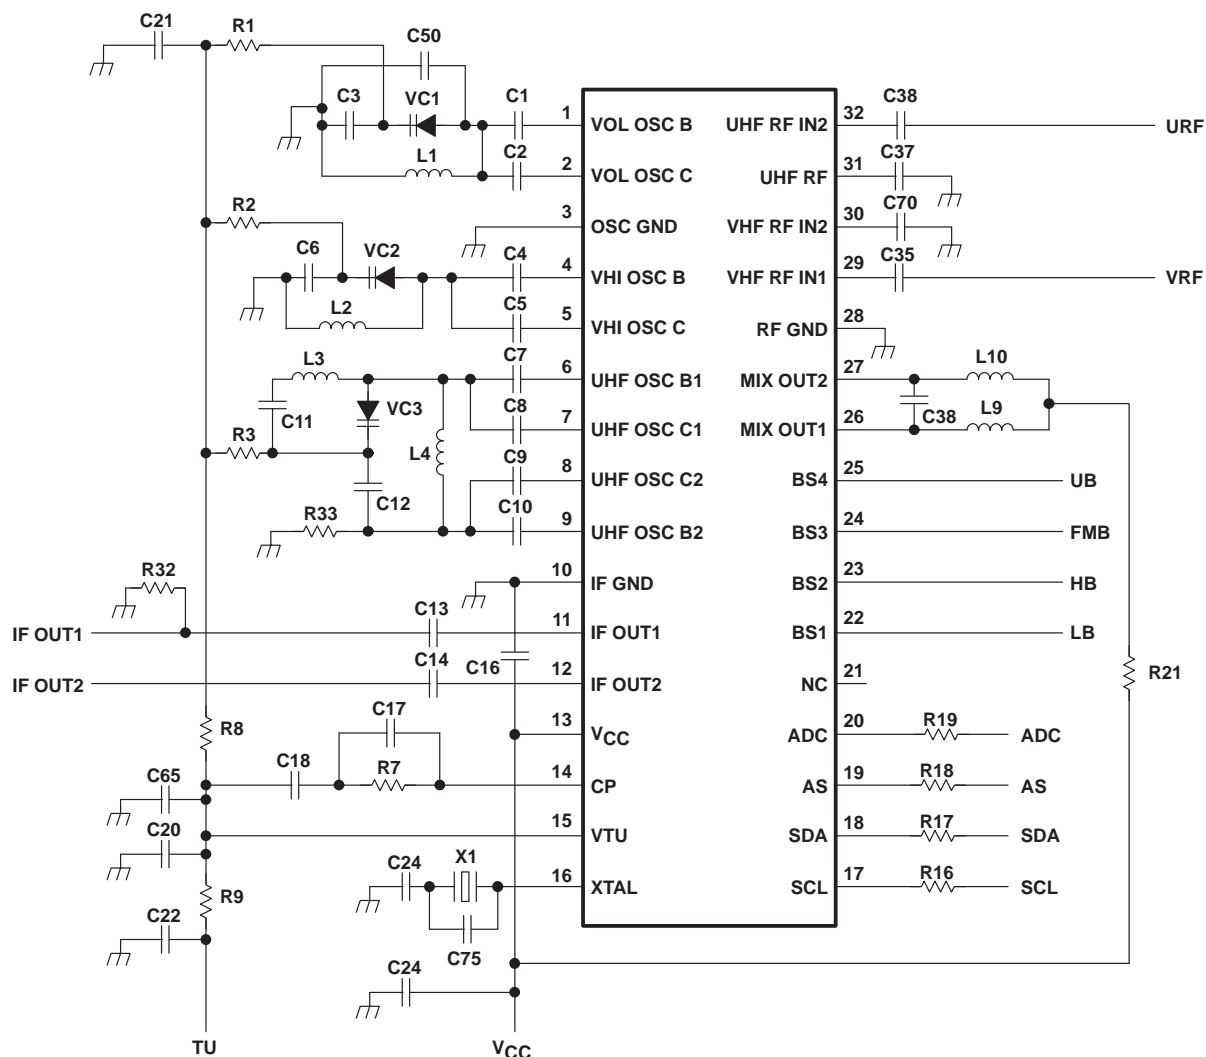 C21
R1
C50
C3
VC1
C1
1
VOL OSC B
UHF RF IN2
32
C38
URF
L1
C2
2
VOL OSC C
UHF RF
31
C37
R2
3
OSC GND
VHF RF IN2
30
C70
C6
VC2
C4
4
VHI OSC B
VHF RF IN1
29
C35
VRF
L2
C5
5
VHI OSC C
RF GND
28
L3
C7
6
UHF OSC B1
MIX OUT2
27
L10
C11
VC3
C8
7
UHF OSC C1
MIX OUT1
26
C38
L9
R3
L4
C9
8
UHF OSC C2
BS4
25
UB
C12
R33
C10
9
UHF OSC B2
BS3
24
FMB
R32
10
IF GND
BS2
23
HB
IF OUT1
C13
11
IF OUT1
BS1
22
LB
IF OUT2
C14
C16
12
IF OUT2
NC
21
R21
R8
C17
13
VCC
ADC
20
R19
ADC
C65
C18
R7
14
CP
AS
19
R18
AS
C20
15
VTU
SDA
18
R17
SDA
R9
C24
X1
16
XTAL
SCL
17
R16
SCL
C22
C75
C24
TU
VCC